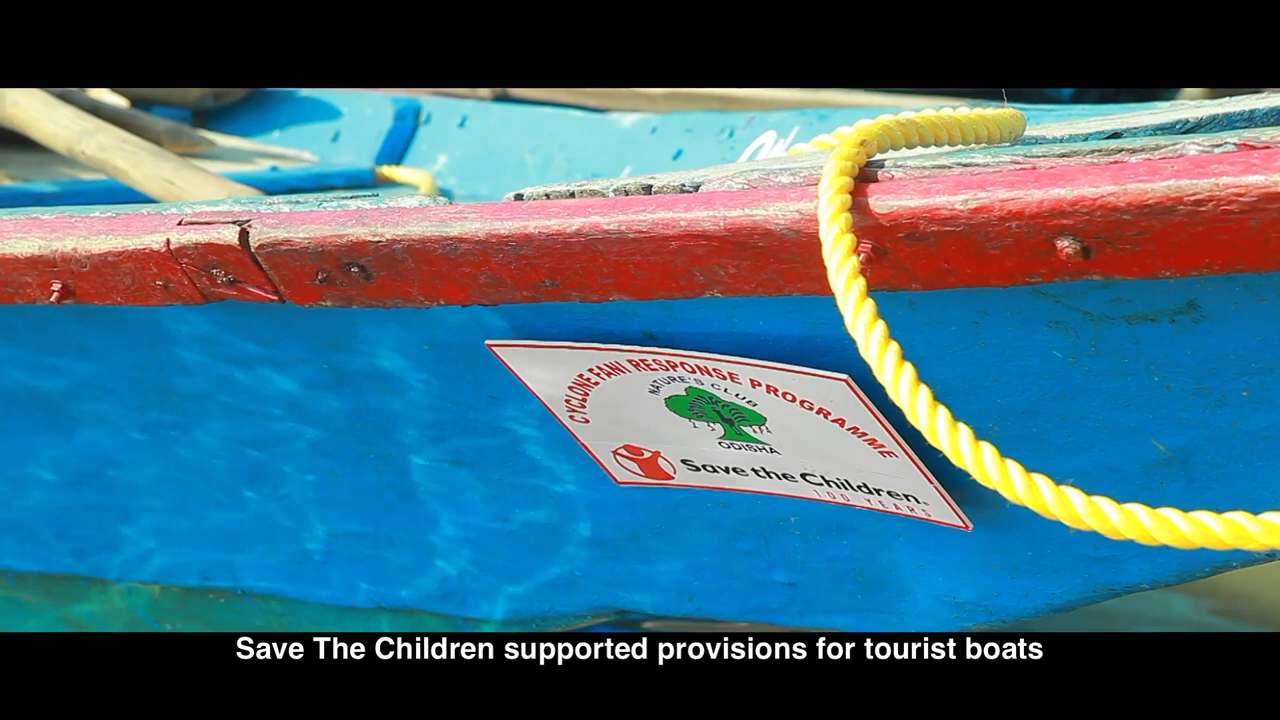 CYCLONE FANI RESPONSE PROGRAMME
NATURE'S CLUB
ODISHA
Save the Children.
100 YEARS
Save The Children supported provisions for tourist boats